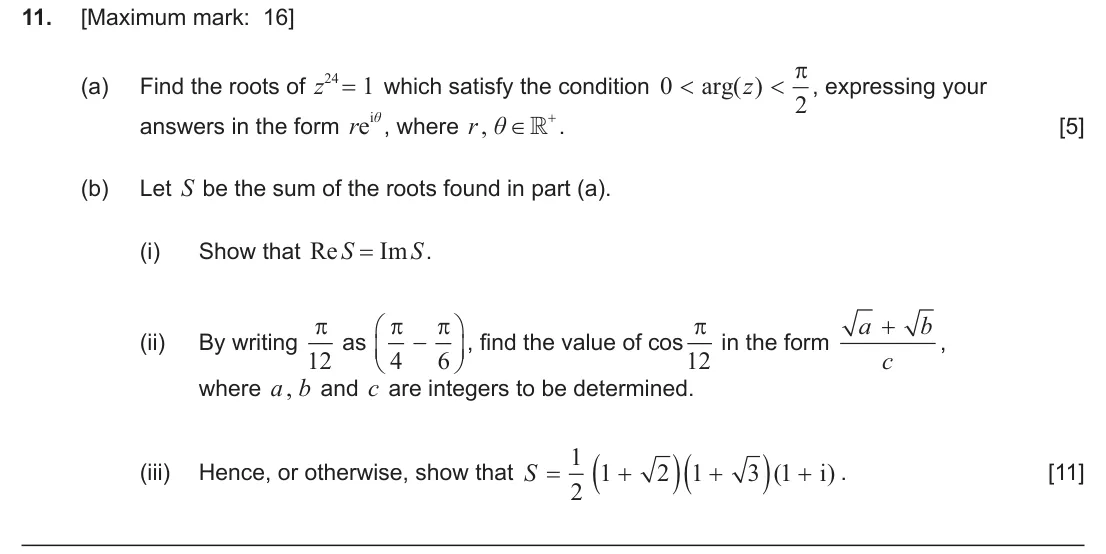 11. [Maximum mark: 16]
(a) Find the roots of z²⁴ = 1 which satisfy the condition 0 < arg(z) < π/2, expressing your
answers in the form re^{iθ}, where r, θ ∈ ℝ⁺. [5]
(b) Let S be the sum of the roots found in part (a).
(i) Show that Re S = Im S.
(ii) By writing π/12 as (π/4 − π/6), find the value of cos π/12 in the form (√a + √b)/c,
where a, b and c are integers to be determined.
(iii) Hence, or otherwise, show that S = 1/2 (1 + √2)(1 + √3)(1 + i). [11]